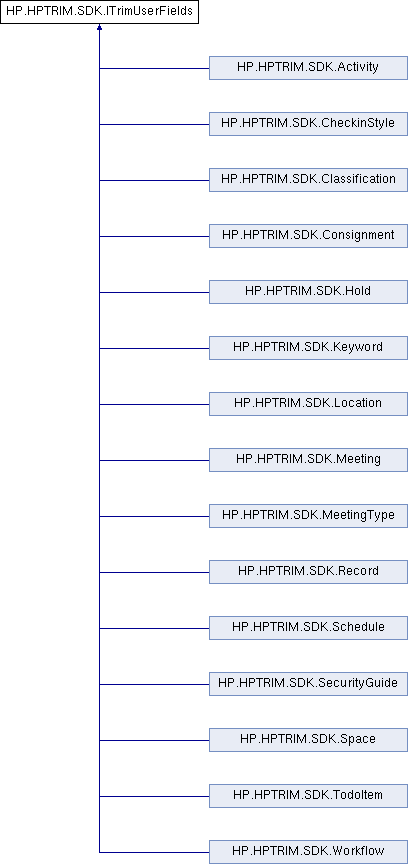 HP.HPTRIM.SDK.ITrimUserFields
HP.HPTRIM.SDK.Activity
HP.HPTRIM.SDK.CheckinStyle
HP.HPTRIM.SDK.Classification
HP.HPTRIM.SDK.Consignment
HP.HPTRIM.SDK.Hold
HP.HPTRIM.SDK.Keyword
HP.HPTRIM.SDK.Location
HP.HPTRIM.SDK.Meeting
HP.HPTRIM.SDK.MeetingType
HP.HPTRIM.SDK.Record
HP.HPTRIM.SDK.Schedule
HP.HPTRIM.SDK.SecurityGuide
HP.HPTRIM.SDK.Space
HP.HPTRIM.SDK.TodoItem
HP.HPTRIM.SDK.Workflow